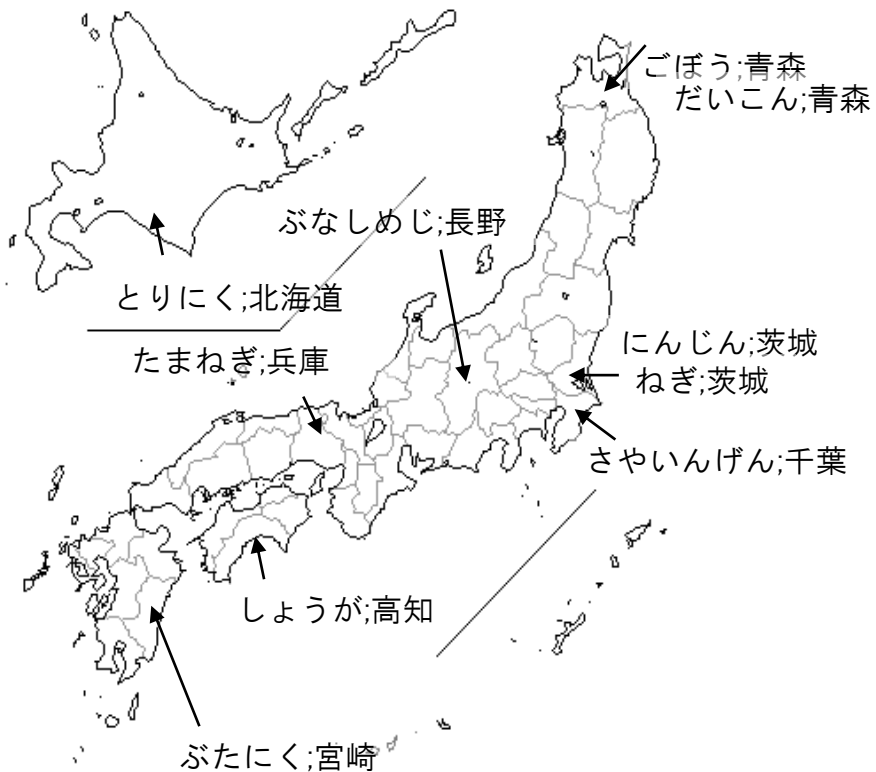 ごぼう;青森
だいこん;青森
ぶなしめじ;長野
とりにく;北海道
にんじん;茨城
たまねぎ;兵庫
ねぎ;茨城
さやいんげん;千葉
しょうが;高知
ぶたにく;宮崎